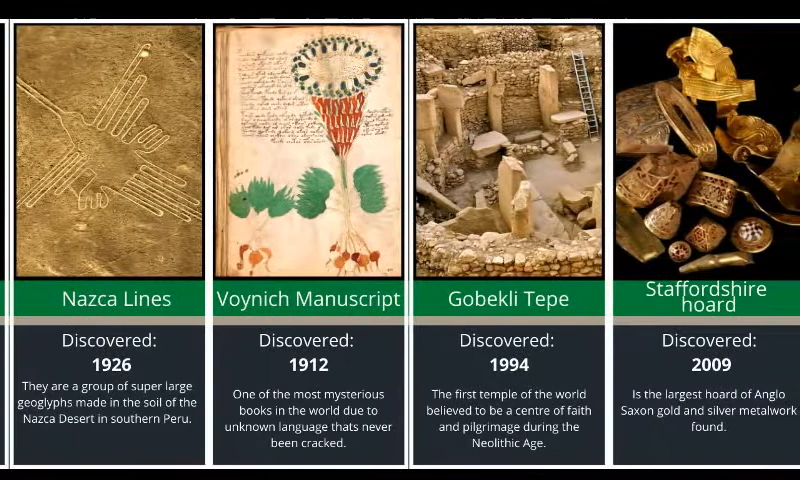 Nazca Lines
Discovered:
1926
They are a group of super large
geoglyphs made in the soil of the
Nazca Desert in southern Peru.
Voynich Manuscript
Discovered:
1912
One of the most mysterious
books in the world due to
unknown language thats never
been cracked.
Gobekli Tepe
Discovered:
1994
The first temple of the world
believed to be a centre of faith
and pilgrimage during the
Neolithic Age.
Staffordshire
hoard
Discovered:
2009
Is the largest hoard of Anglo
Saxon gold and silver metalwork
found.